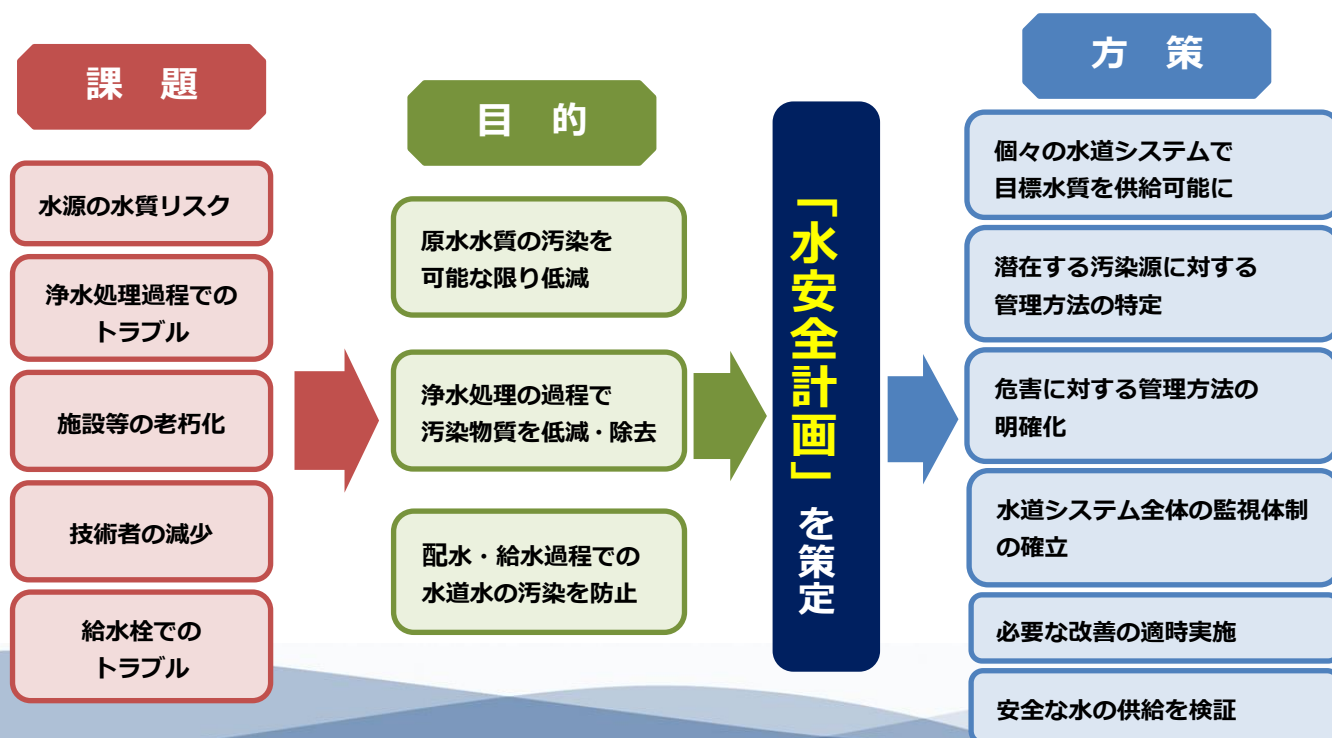 課　題
水源の水質リスク
浄水処理過程での
トラブル
施設等の老朽化
技術者の減少
給水栓での
トラブル
目　的
原水水質の汚染を
可能な限り低減
浄水処理の過程で
汚染物質を低減・除去
配水・給水過程での
水道水の汚染を防止
「水安全計画」を策定
方　策
個々の水道システムで
目標水質を供給可能に
潜在する汚染源に対する
管理方法の特定
危害に対する管理方法の
明確化
水道システム全体の監視体制
の確立
必要な改善の適時実施
安全な水の供給を検証